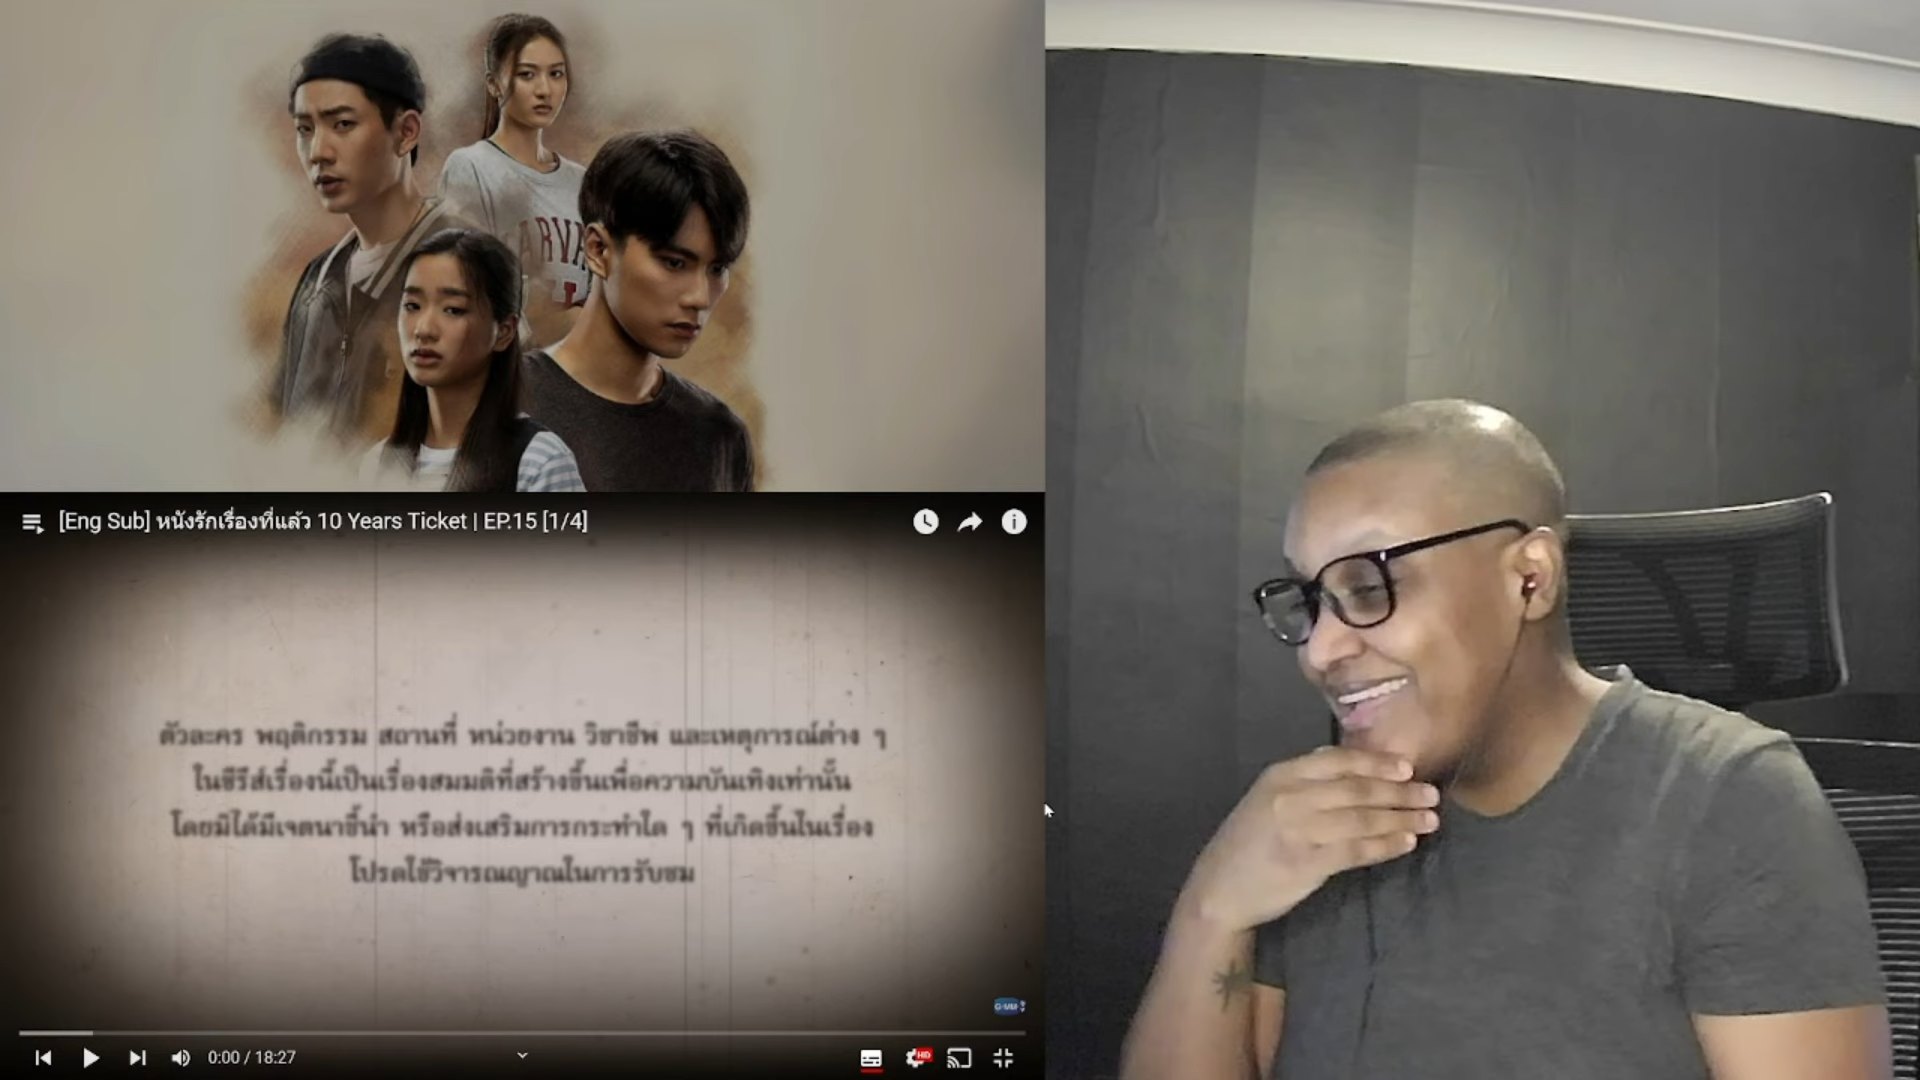 ARVA
[Eng Sub] หนังรักเรื่องที่แล้ว 10 Years Ticket | EP.15 [1/4]
ตัวละคร พฤติกรรม สถานที่ หน่วยงาน วิชาชีพ และเหตุการณ์ต่าง ๆ
ในซีรีส์เรื่องนี้เป็นเรื่องสมมติที่สร้างขึ้นเพื่อความบันเทิงเท่านั้น
โดยมิได้มีเจตนาชี้นำ หรือส่งเสริมการกระทำใด ๆ ที่เกิดขึ้นในเรื่อง
โปรดใช้วิจารณญาณในการรับชม
0:00 / 18:27
HD